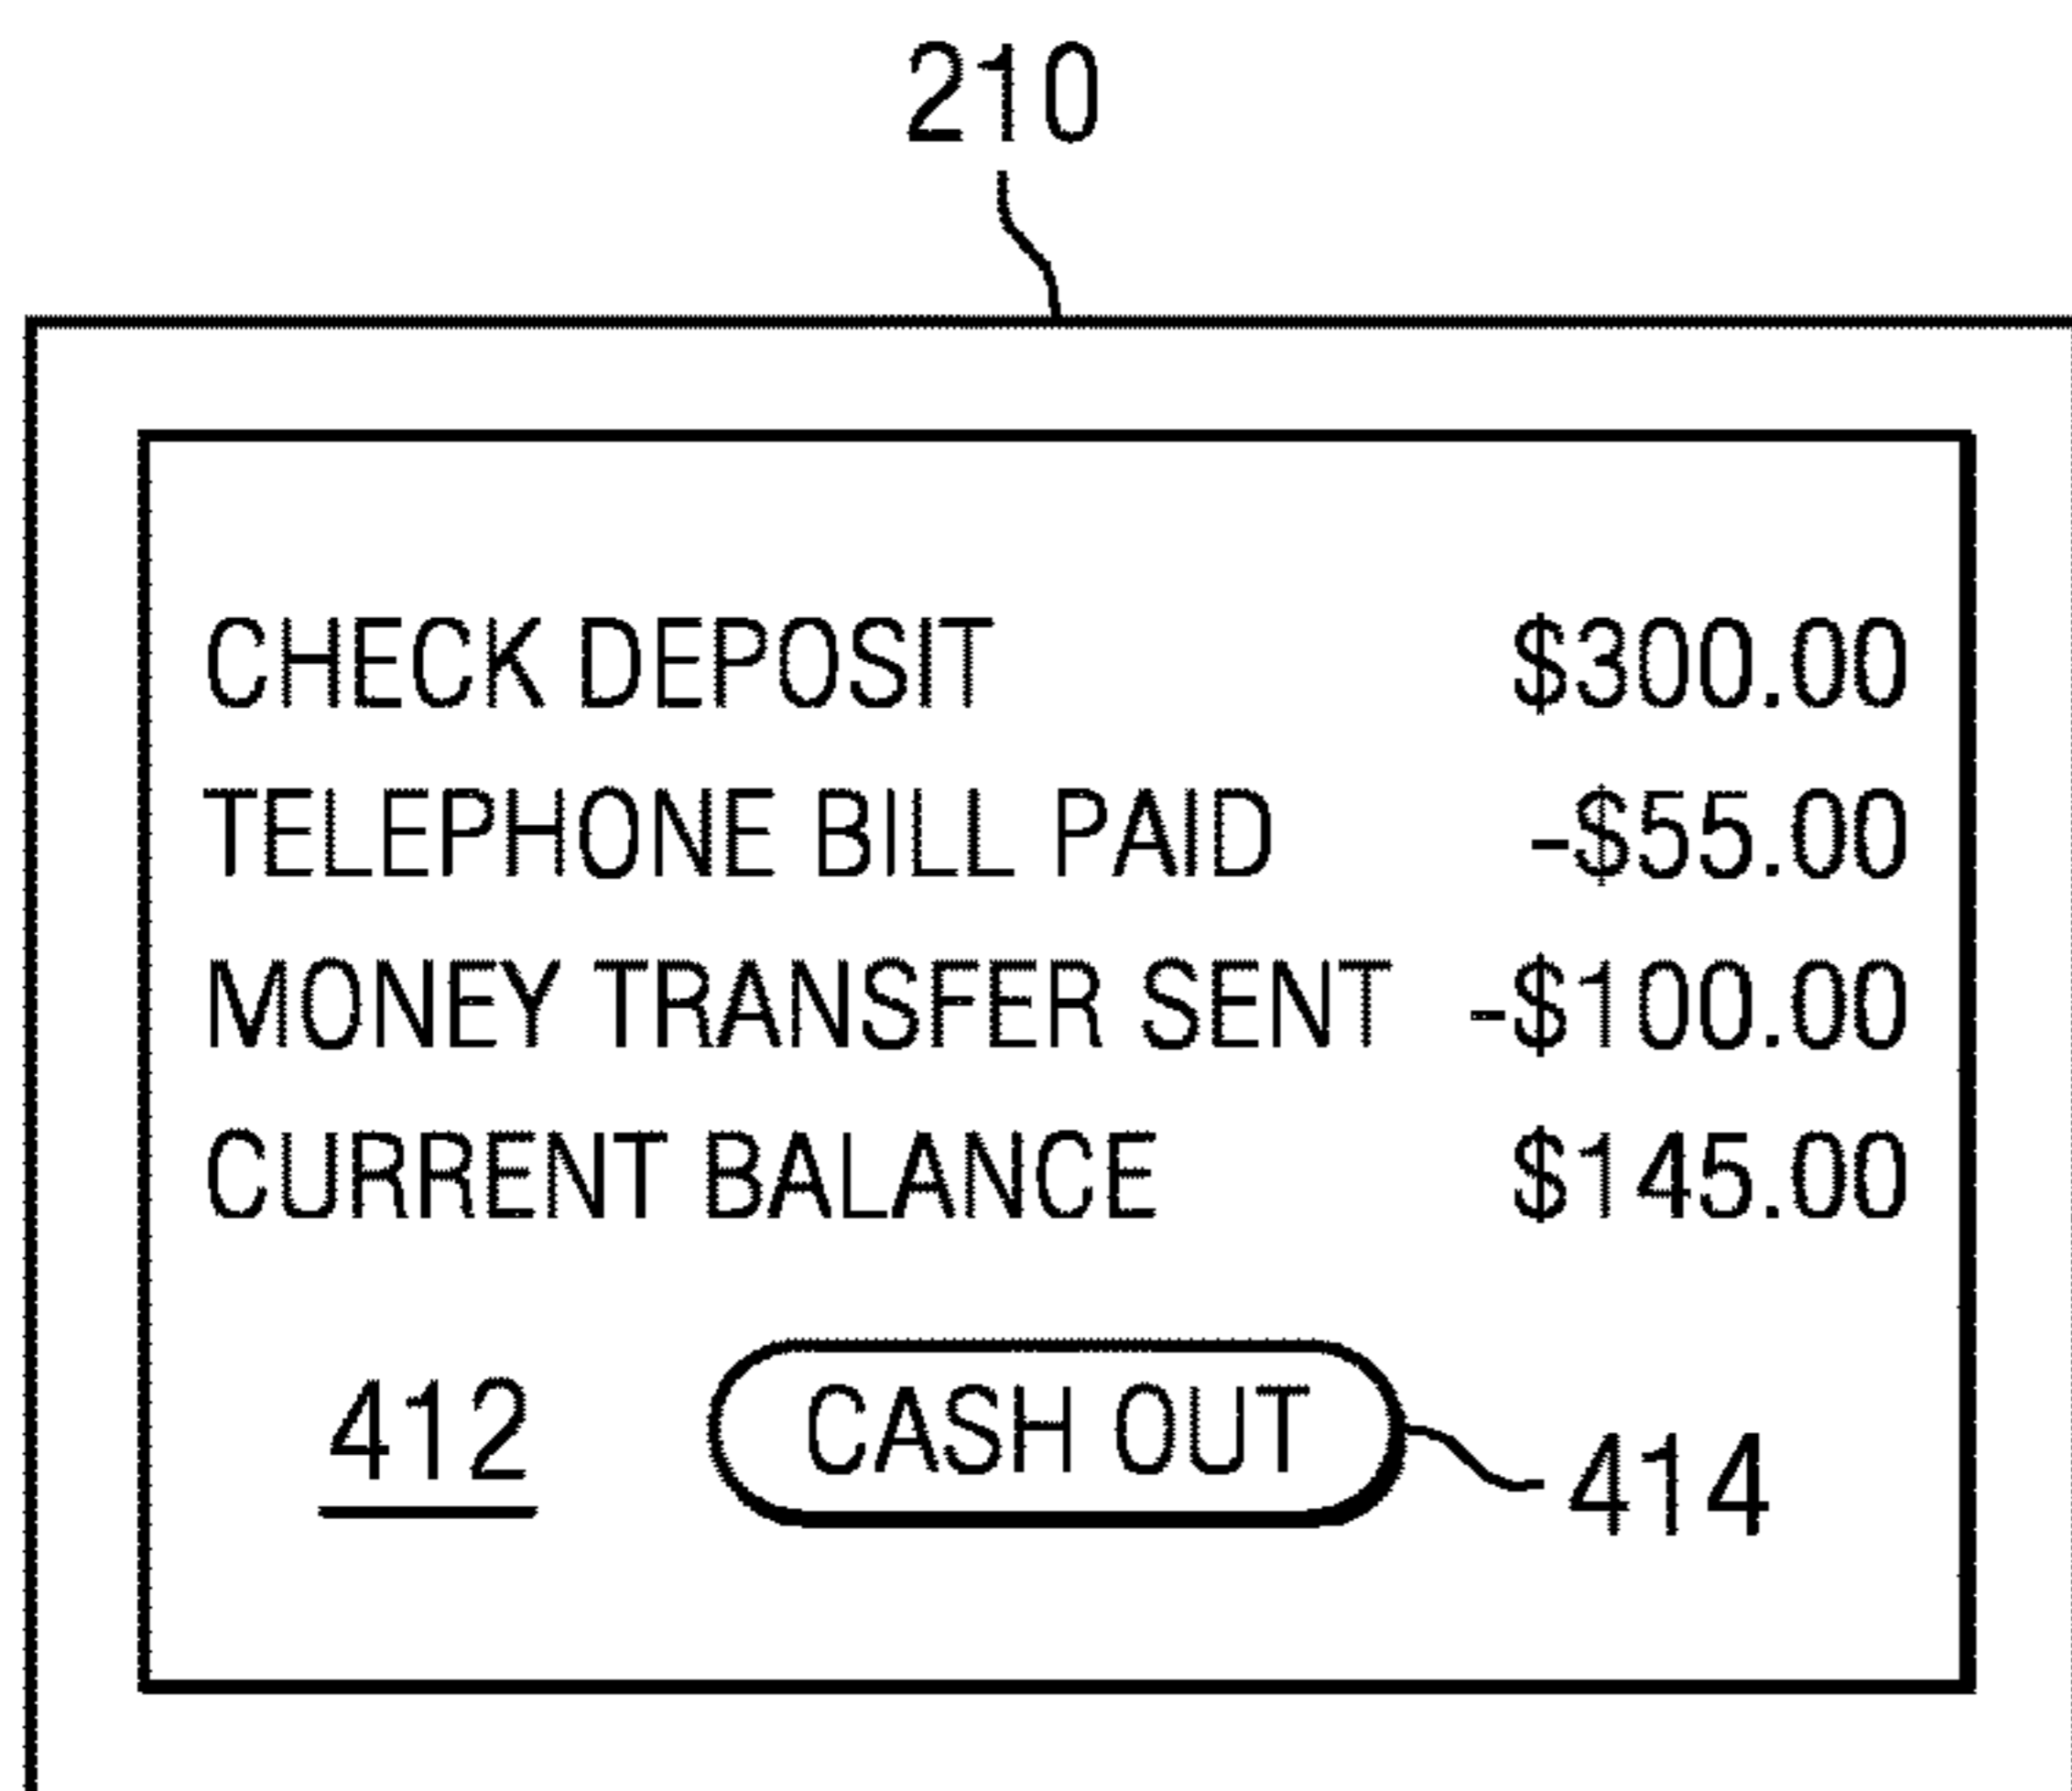 210
CHECK DEPOSIT $300.00
TELEPHONE BILL PAID -$55.00
MONEY TRANSFER SENT -$100.00
CURRENT BALANCE $145.00
412 CASH OUT 414